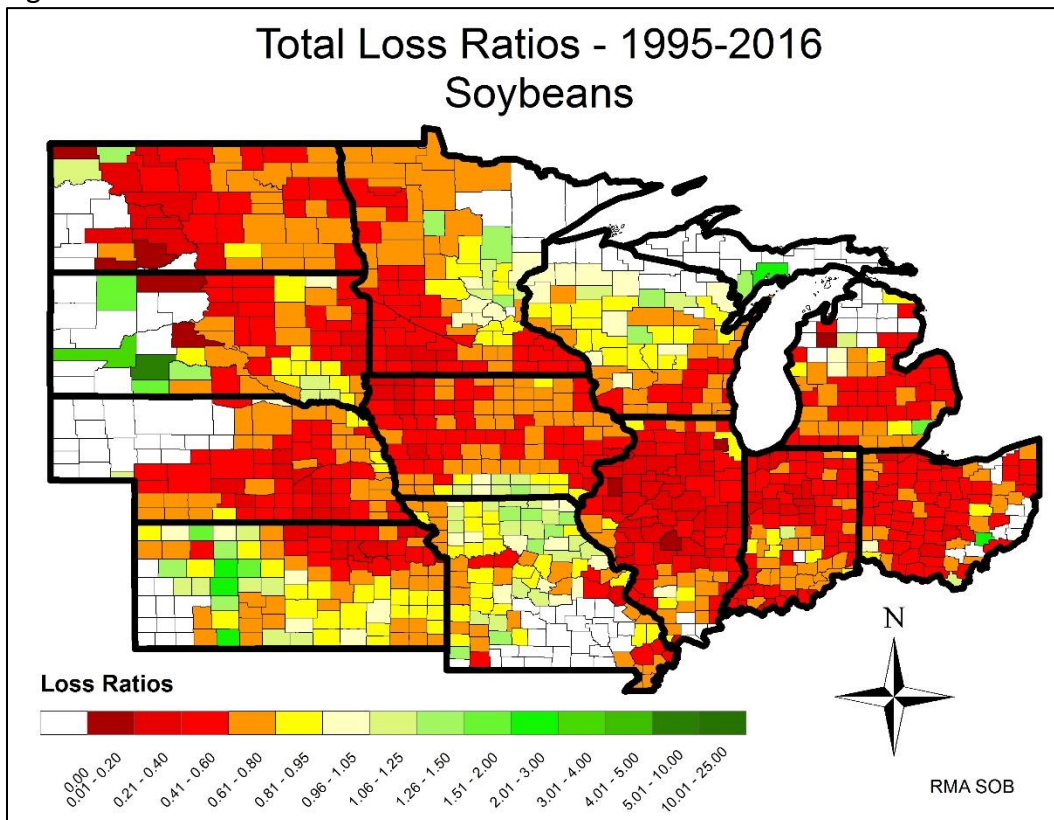 Total Loss Ratios - 1995-2016
Soybeans
N
Loss Ratios
0.00
0.01 - 0.20
0.21 - 0.40
0.41 - 0.60
0.61 - 0.80
0.81 - 0.95
0.96 - 1.05
1.06 - 1.25
1.26 - 1.50
1.51 - 2.00
2.01 - 3.00
3.01 - 4.00
4.01 - 5.00
5.01 - 10.00
10.01 - 25.00
RMA SOB